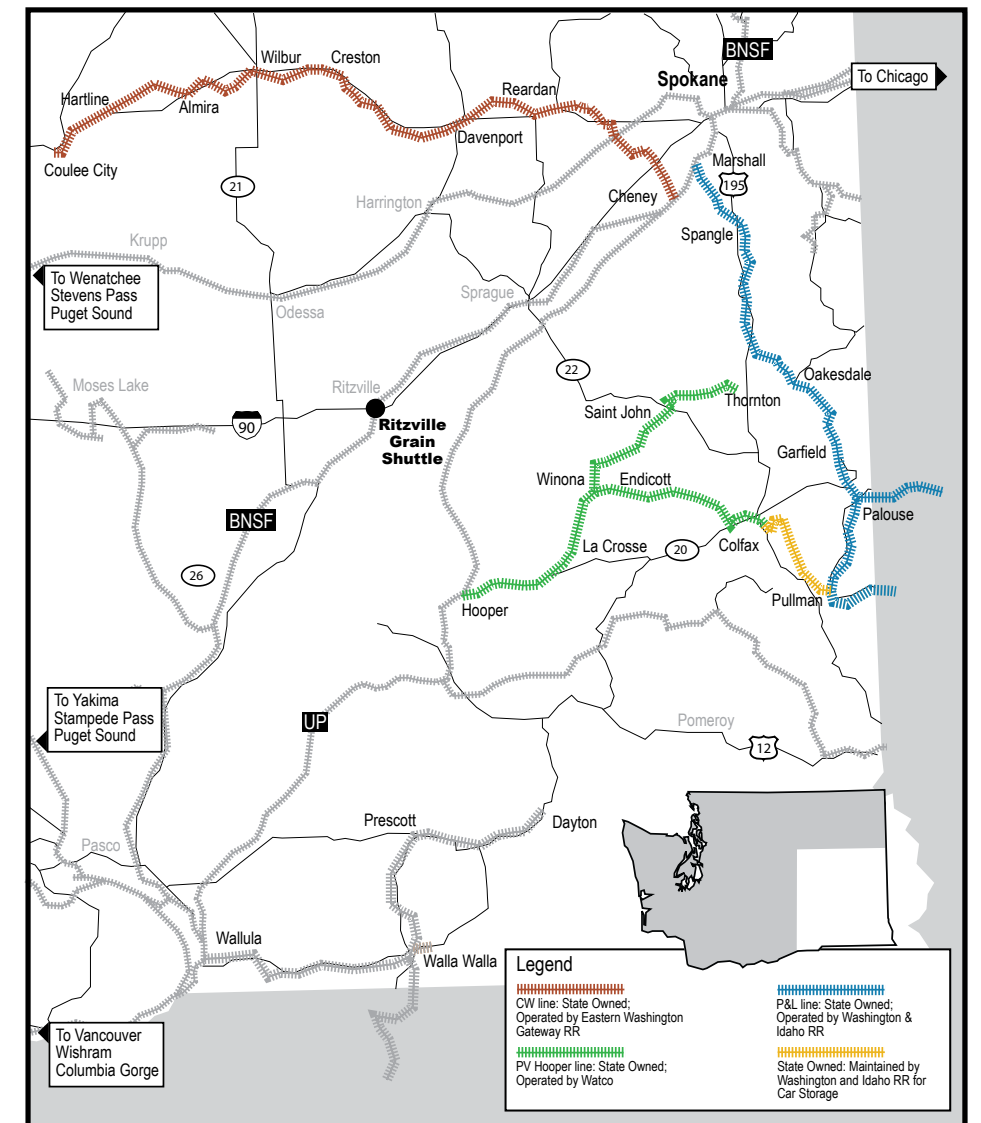 BNSF
Spokane
To Chicago
Wilbur
Creston
Hartline
Almira
Reardan
Davenport
Coulee City
Marshall
195
21
Cheney
Harrington
Spangle
Krupp
To Wenatchee
Stevens Pass
Puget Sound
Sprague
Odessa
22
Moses Lake
Ritzville
Oakesdale
Thornton
Saint John
90
Ritzville
Grain
Shuttle
Garfield
Winona
Endicott
Palouse
BNSF
La Crosse
20
Colfax
26
Hooper
Pullman
To Yakima
Stampede Pass
Puget Sound
UP
Pomeroy
12
Prescott
Dayton
Pasco
Wallula
Walla Walla
To Vancouver
Wishram
Columbia Gorge
Legend
CW line: State Owned;
Operated by Eastern Washington
Gateway RR
PV Hooper line: State Owned;
Operated by Watco
P&L line: State Owned;
Operated by Washington &
Idaho RR
State Owned: Maintained by
Washington and Idaho RR for
Car Storage